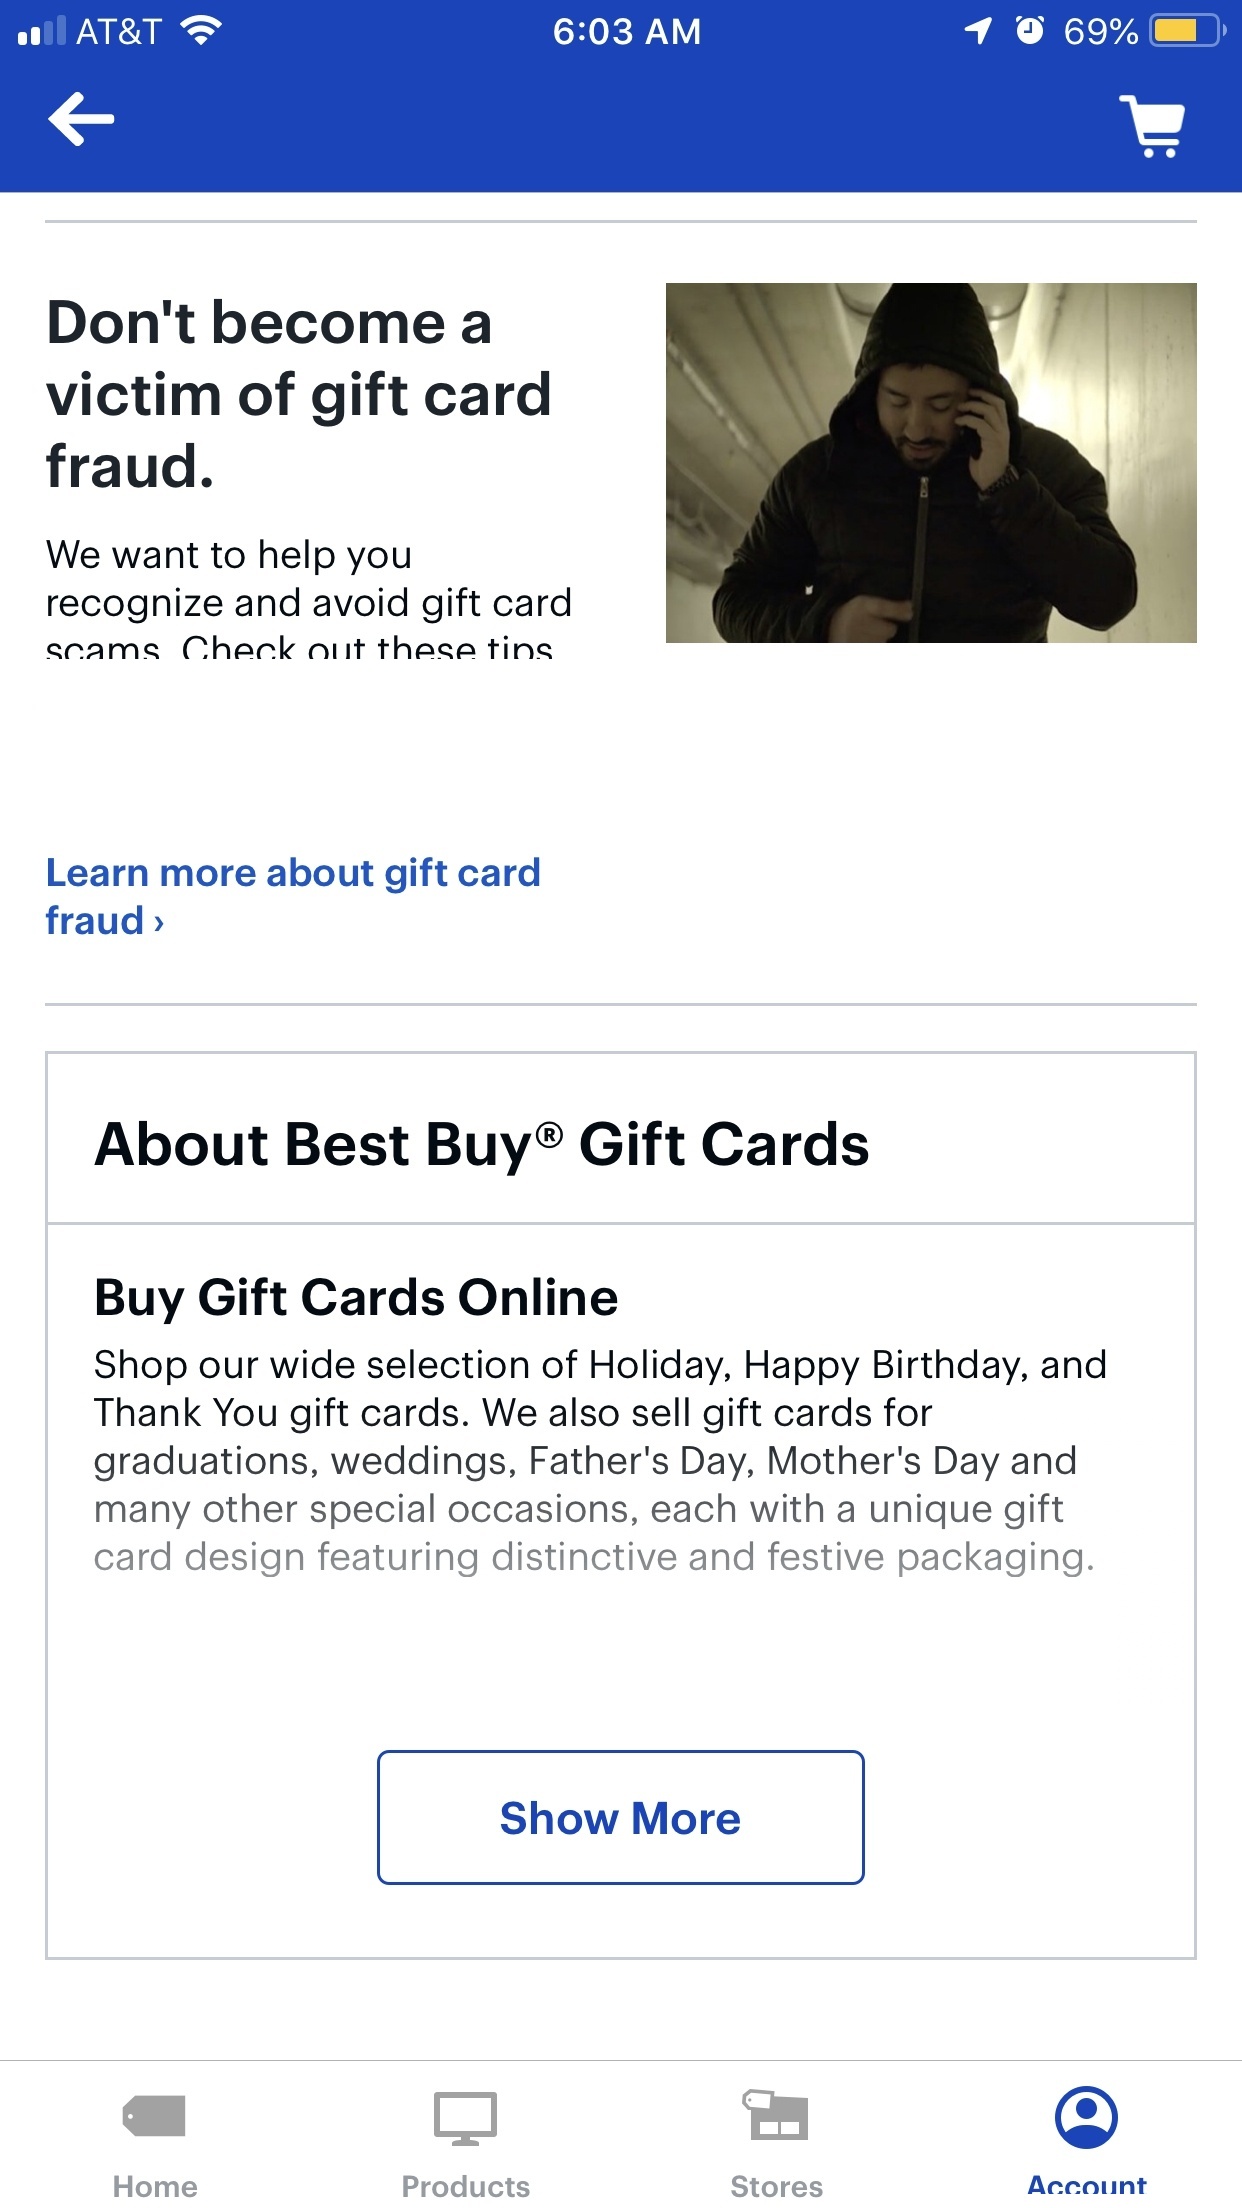 AT&T 6:03 AM 69%
Don't become a
victim of gift card
fraud.
We want to help you
recognize and avoid gift card
scams. Check out these tips
Learn more about gift card
fraud ›
About Best Buy® Gift Cards
Buy Gift Cards Online
Shop our wide selection of Holiday, Happy Birthday, and
Thank You gift cards. We also sell gift cards for
graduations, weddings, Father's Day, Mother's Day and
many other special occasions, each with a unique gift
card design featuring distinctive and festive packaging.
Show More
Home Products Stores Account